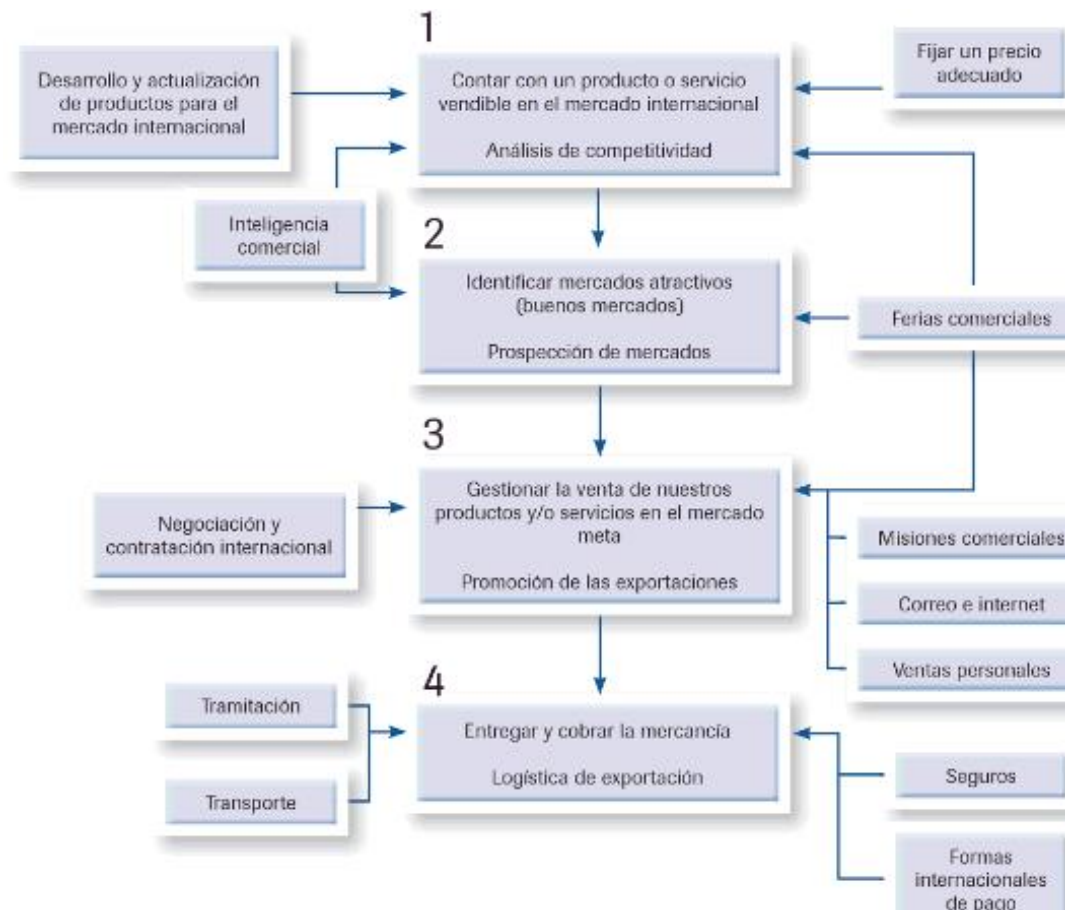 1
Desarrollo y actualización
de productos para el
mercado internacional
Contar con un producto o servicio
vendible en el mercado internacional
Análisis de competitividad
Fijar un precio
adecuado
Inteligencia
comercial
2
Identificar mercados atractivos
(buenos mercados)
Prospección de mercados
Ferias comerciales
3
Negociación y
contratación internacional
Gestionar la venta de nuestros
productos y/o servicios en el mercado
meta
Promoción de las exportaciones
Misiones comerciales
Correo e internet
Ventas personales
4
Tramitación
Transporte
Entregar y cobrar la mercancía
Logística de exportación
Seguros
Formas
internacionales
de pago